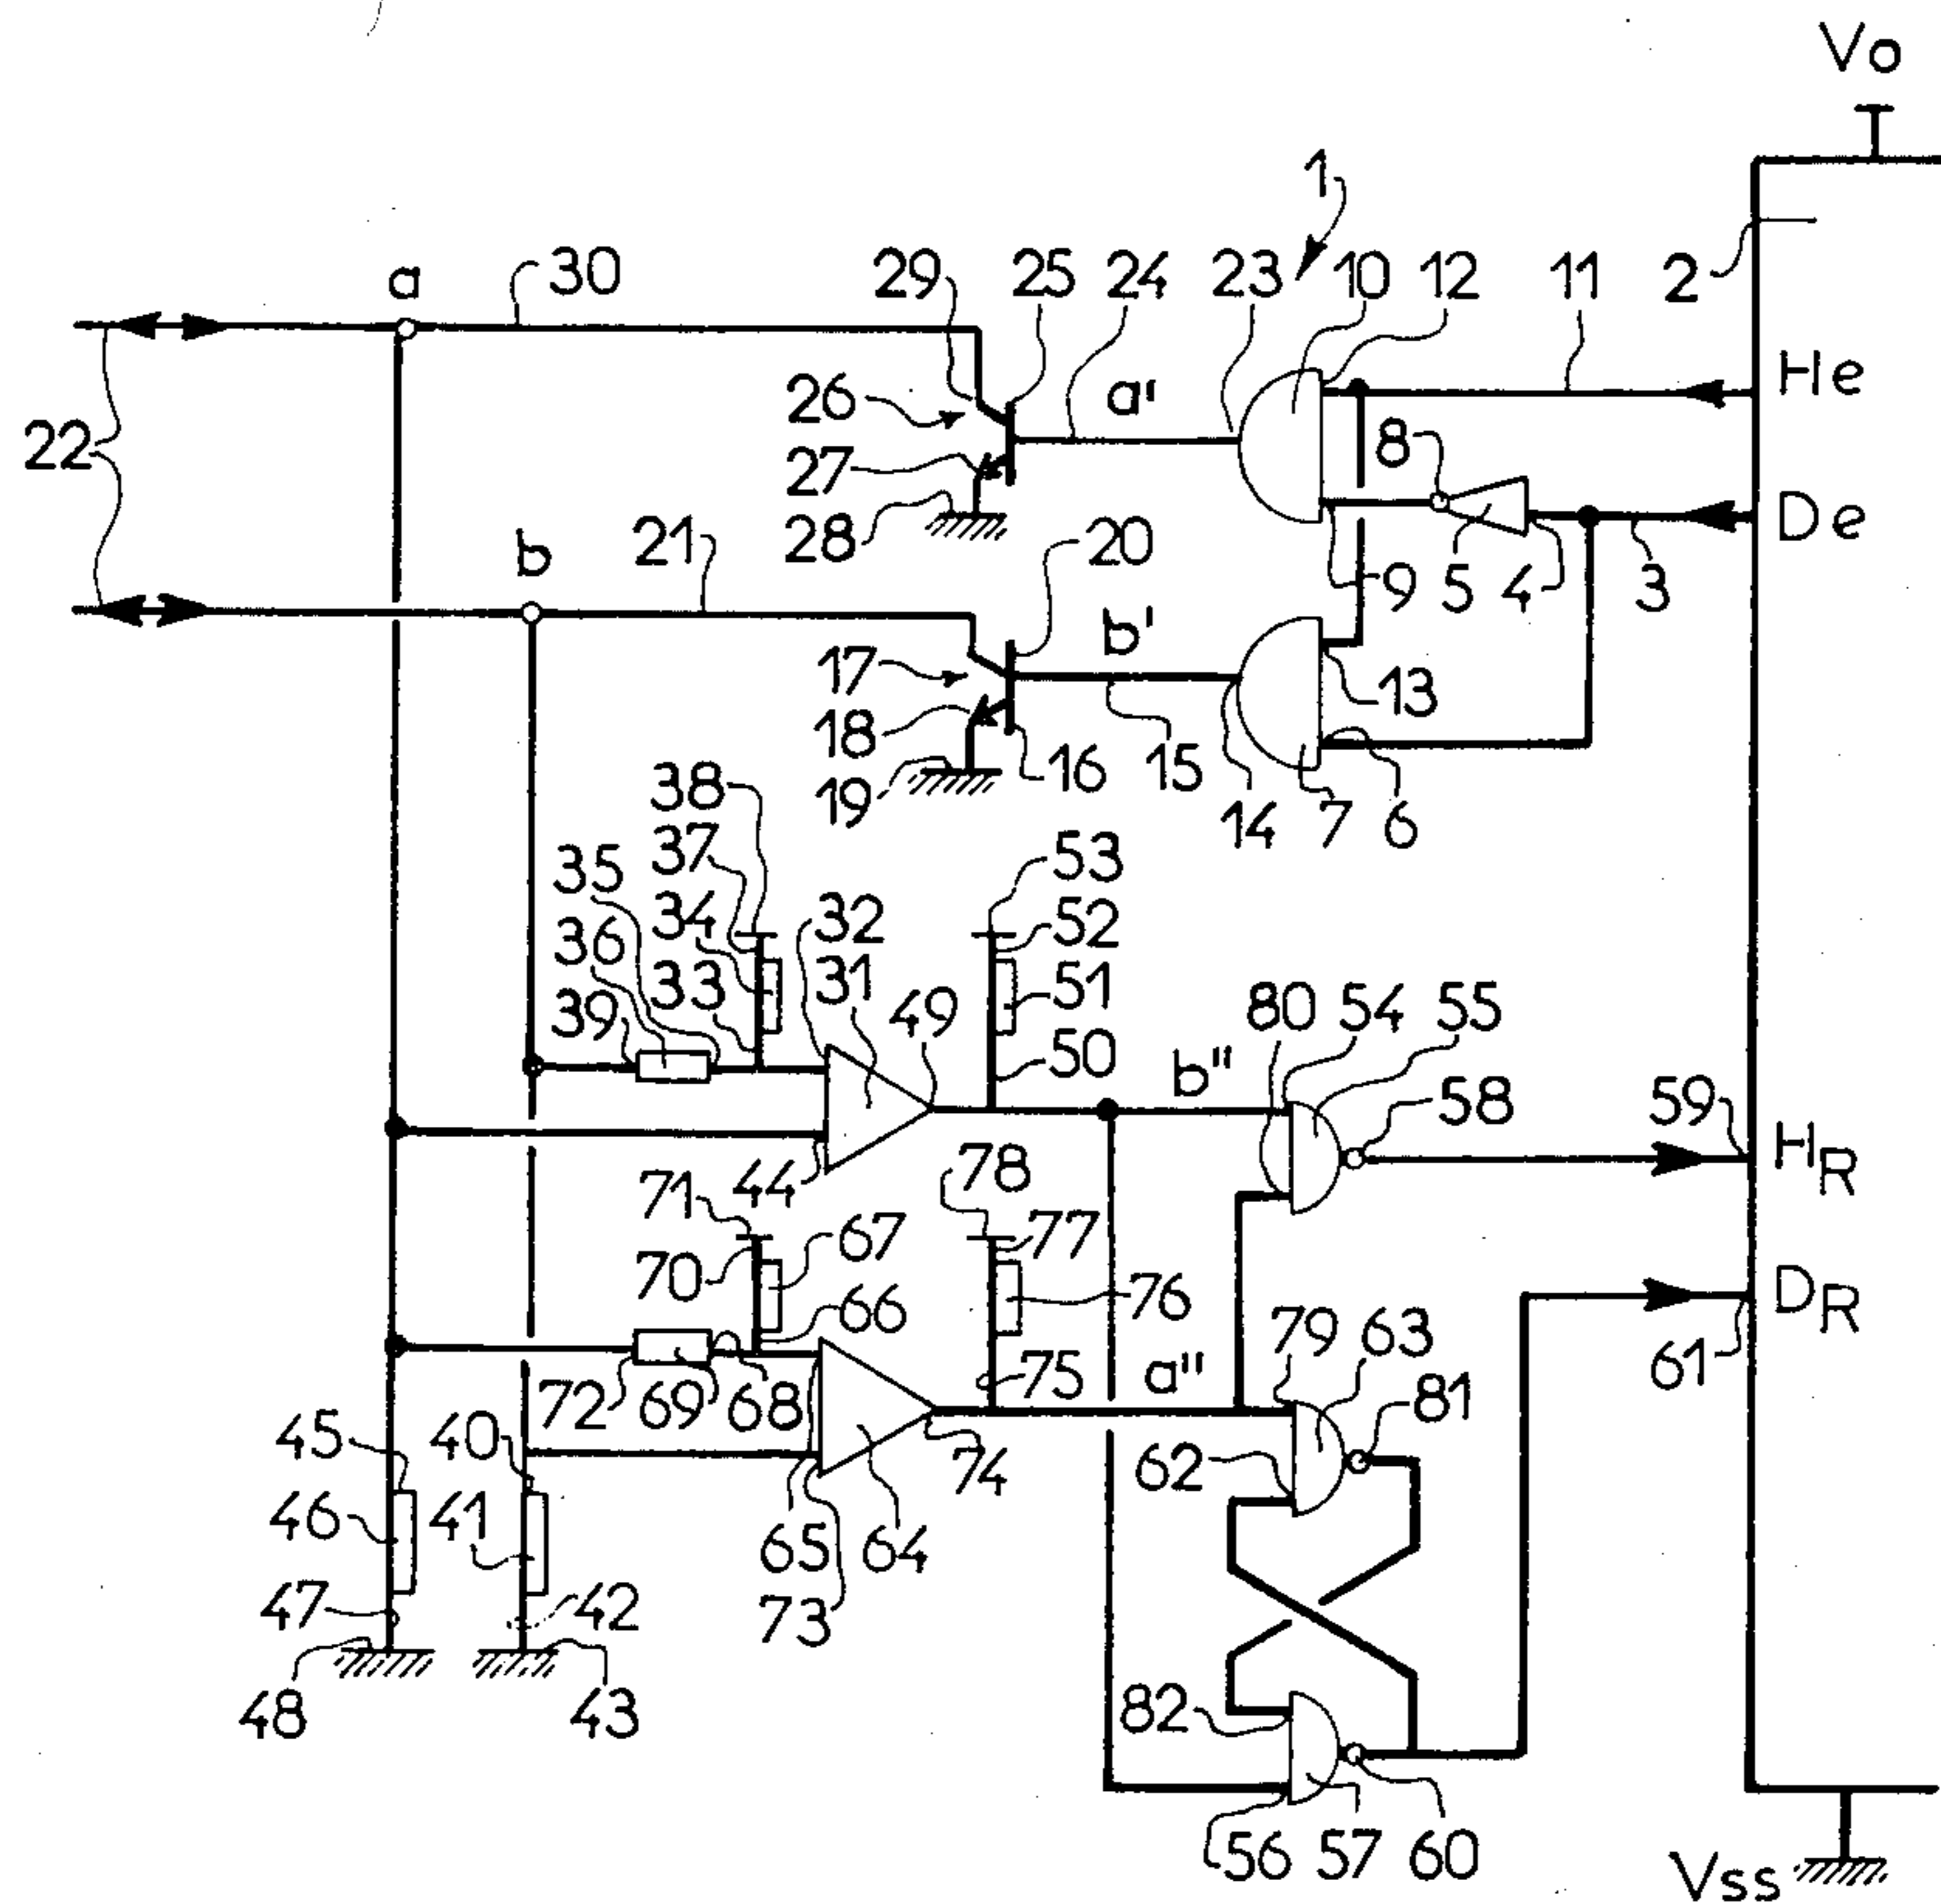 Vo
1
a 30 29 25 24 23 10 12 11 2
He
26 a' 8
22 27
De
28
b 21 20 9 5 4 3
b'
17 13
18
19 16 15 14 7 6
38
37 53
35 34 32 52
36 33 31 51 80 54 55
39 49 50
b" 58 59
44 HR
71 78
67 77
70 76 DR
66 79 63 61
72 69 68 75 a" 81
45 40 74 62
46 41 65 64
47 42 73
48 43 82
56 57 60
Vss